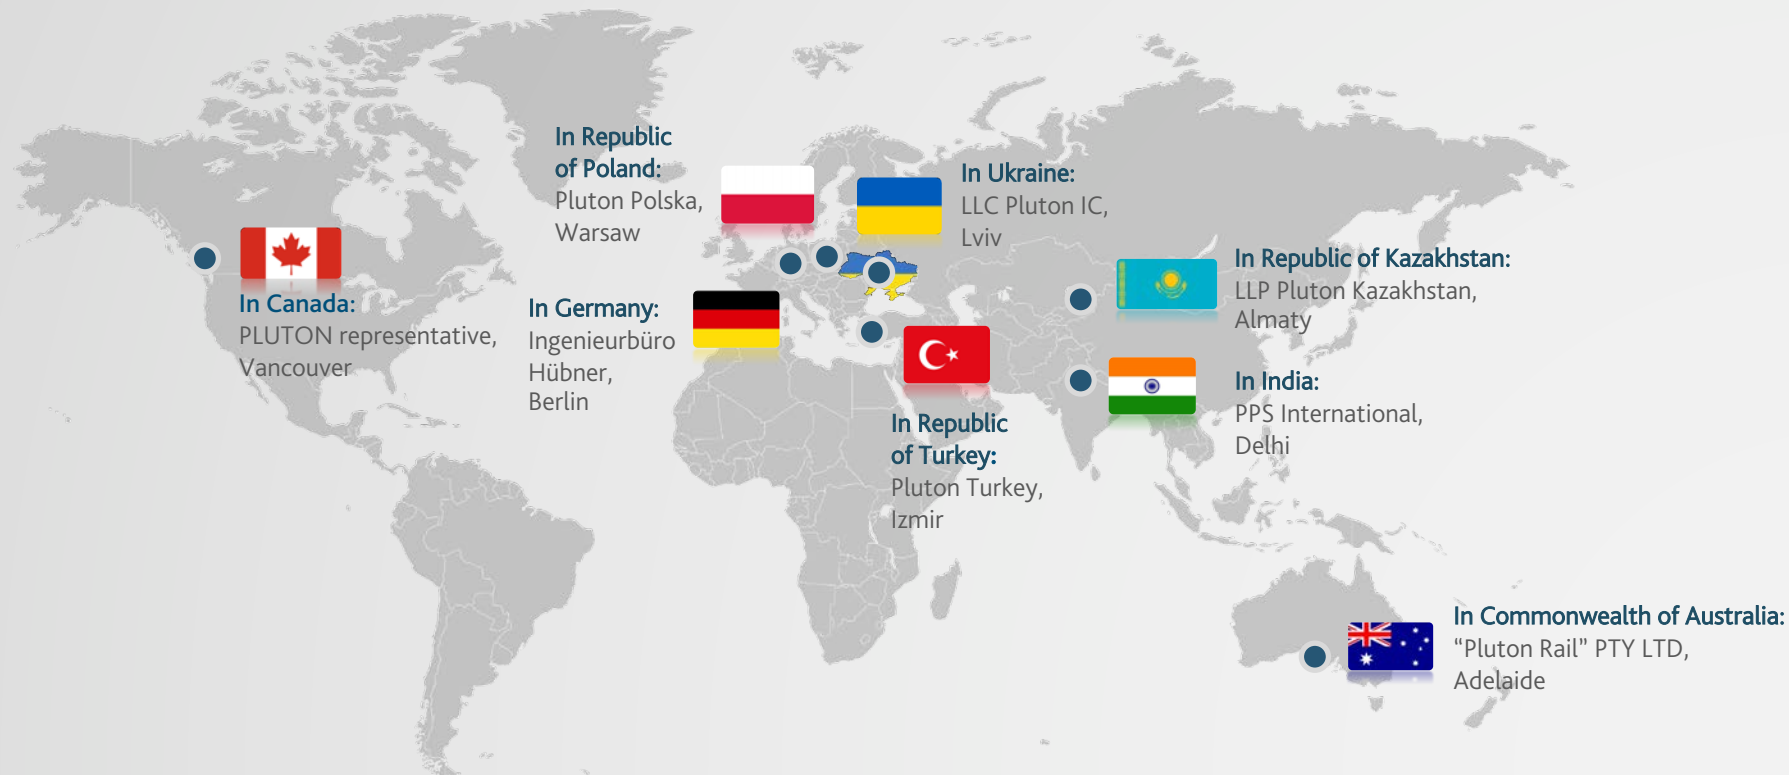 In Republic
of Poland:
Pluton Polska,
Warsaw
In Ukraine:
LLC Pluton IC,
Lviv
In Canada:
PLUTON representative,
Vancouver
In Germany:
Ingenieurbüro
Hübner,
Berlin
In Republic of Kazakhstan:
LLP Pluton Kazakhstan,
Almaty
In Republic
of Turkey:
Pluton Turkey,
Izmir
In India:
PPS International,
Delhi
In Commonwealth of Australia:
“Pluton Rail” PTY LTD,
Adelaide